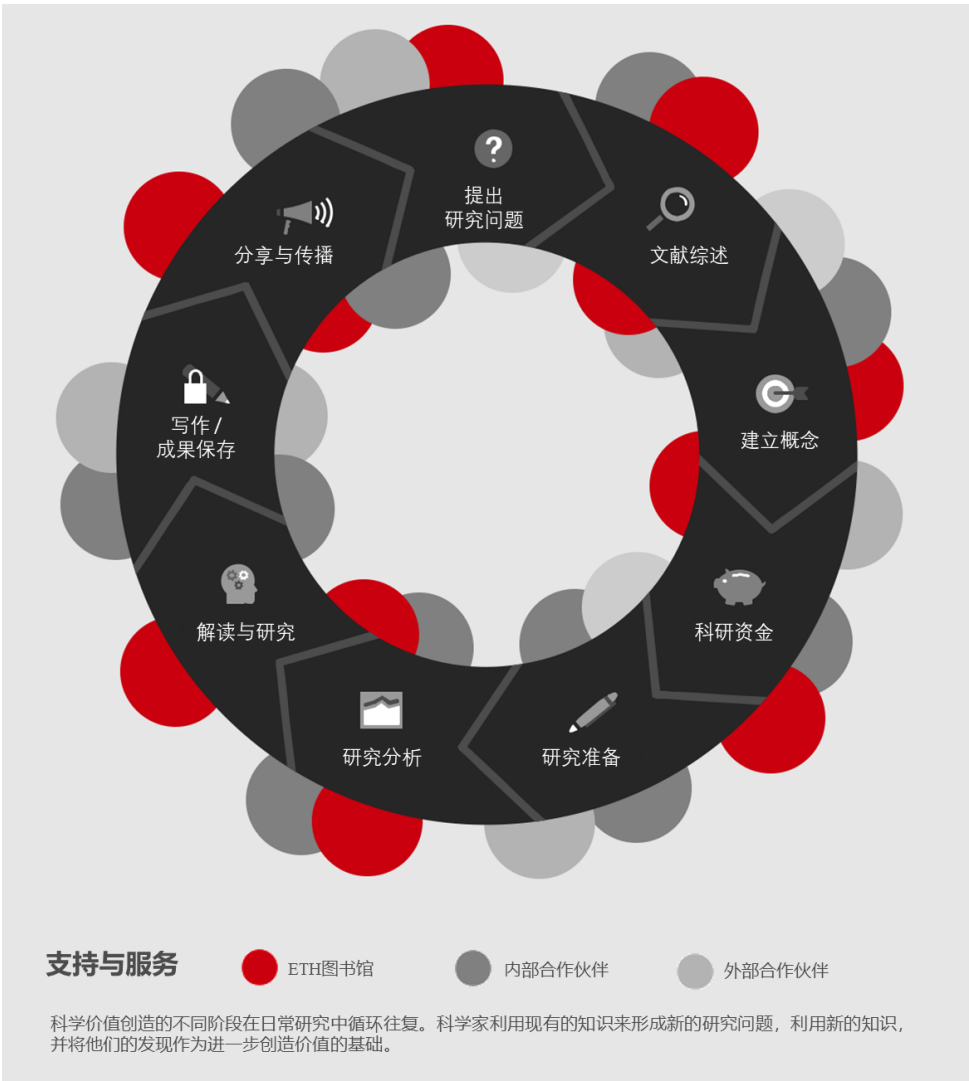 提出
研究问题
文献综述
建立概念
科研资金
研究准备
研究分析
解读与研究
写作 /
成果保存
分享与传播
?
支持与服务
ETH图书馆
内部合作伙伴
外部合作伙伴
科学价值创造的不同阶段在日常研究中循环往复。科学家利用现有的知识来形成新的研究问题，利用新的知识，
并将他们的发现作为进一步创造价值的基础。